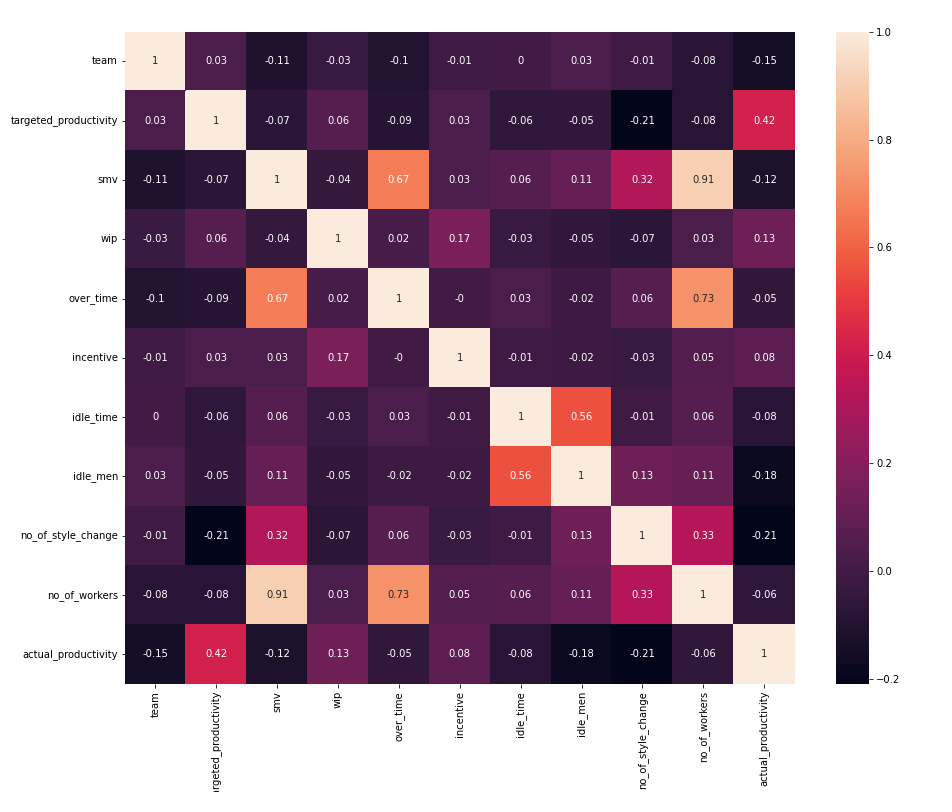 team 1 0.03 -0.11 -0.03 -0.1 -0.01 0 0.03 -0.01 -0.08 -0.15
targeted_productivity 0.03 1 -0.07 0.06 -0.09 0.03 -0.06 -0.05 -0.21 -0.08 0.42
smv -0.11 -0.07 1 -0.04 0.67 0.03 0.06 0.11 0.32 0.91 -0.12
wip -0.03 0.06 -0.04 1 0.02 0.17 -0.03 -0.05 -0.07 0.03 0.13
over_time -0.1 -0.09 0.67 0.02 1 -0 0.03 -0.02 0.06 0.73 -0.05
incentive -0.01 0.03 0.03 0.17 -0 1 -0.01 -0.02 -0.03 0.05 0.08
idle_time 0 -0.06 0.06 -0.03 0.03 -0.01 1 0.56 -0.01 0.06 -0.08
idle_men 0.03 -0.05 0.11 -0.05 -0.02 -0.02 0.56 1 0.13 0.11 -0.18
no_of_style_change -0.01 -0.21 0.32 -0.07 0.06 -0.03 -0.01 0.13 1 0.33 -0.21
no_of_workers -0.08 -0.08 0.91 0.03 0.73 0.05 0.06 0.11 0.33 1 -0.06
actual_productivity -0.15 0.42 -0.12 0.13 -0.05 0.08 -0.08 -0.18 -0.21 -0.06 1
team
rgeted_productivity
smv
wip
over_time
incentive
idle_time
idle_men
no_of_style_change
no_of_workers
actual_productivity
1.0
0.8
0.6
0.4
0.2
0.0
−0.2